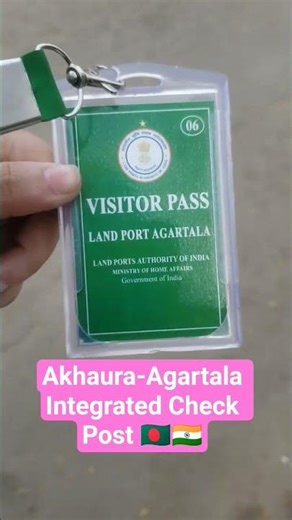 06
VISITOR PASS
LAND PORT AGARTALA
LAND PORTS AUTHORITY OF INDIA
MINISTRY OF HOME AFFAIRS
Government of India
Akhaura-Agartala
Integrated Check
Post 🇧🇩🇮🇳